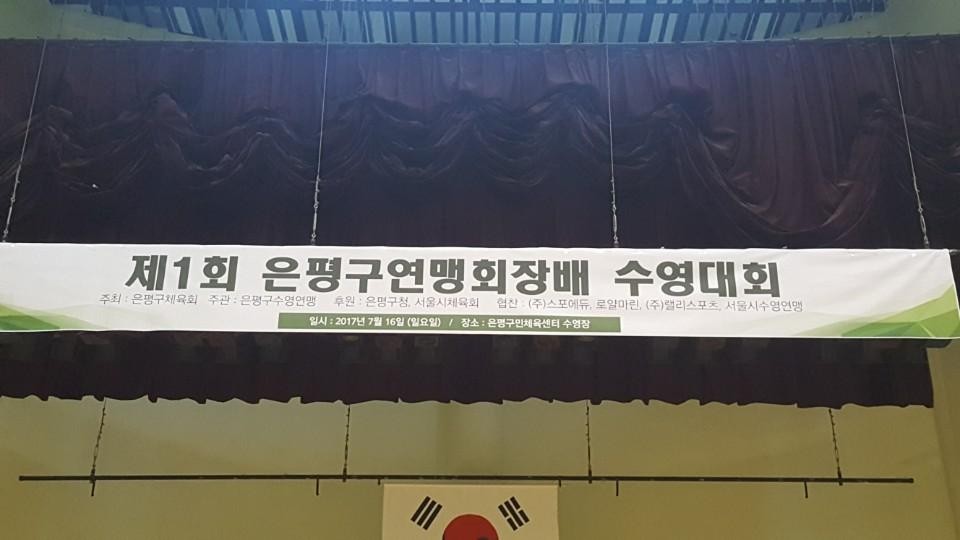 제1회 은평구연맹회장배 수영대회
주최 : 은평구체육회 주관 : 은평구수영연맹 후원 : 은평구청, 서울시체육회 협찬 : (주)스포에듀, 로얄마린, (주)랠리스포츠, 서울시수영연맹
일시 : 2017년 7월 16일 (일요일) / 장소 : 은평구민체육센터 수영장